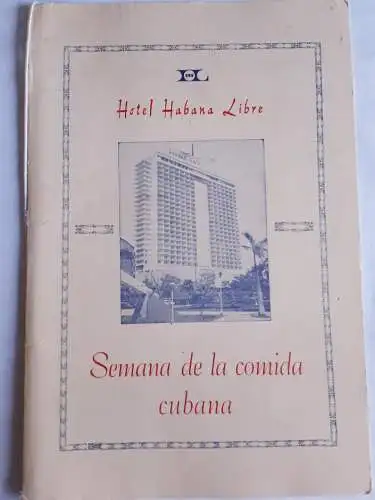 HL
Hotel Habana Libre
Semana de la comida
cubana